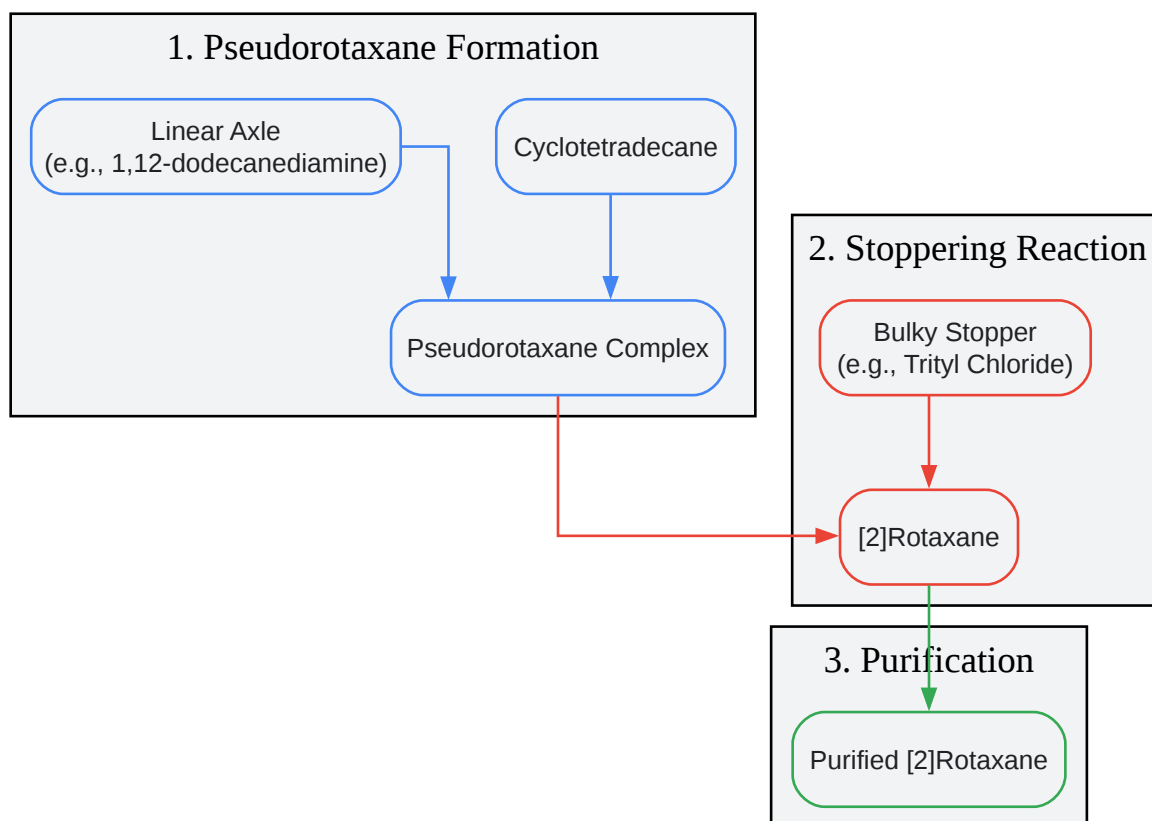 1. Pseudorotaxane Formation
Linear Axle
(e.g., 1,12-dodecanediamine)
Cyclotetradecane
Pseudorotaxane Complex
2. Stoppering Reaction
Bulky Stopper
(e.g., Trityl Chloride)
[2]Rotaxane
3. Purification
Purified [2]Rotaxane